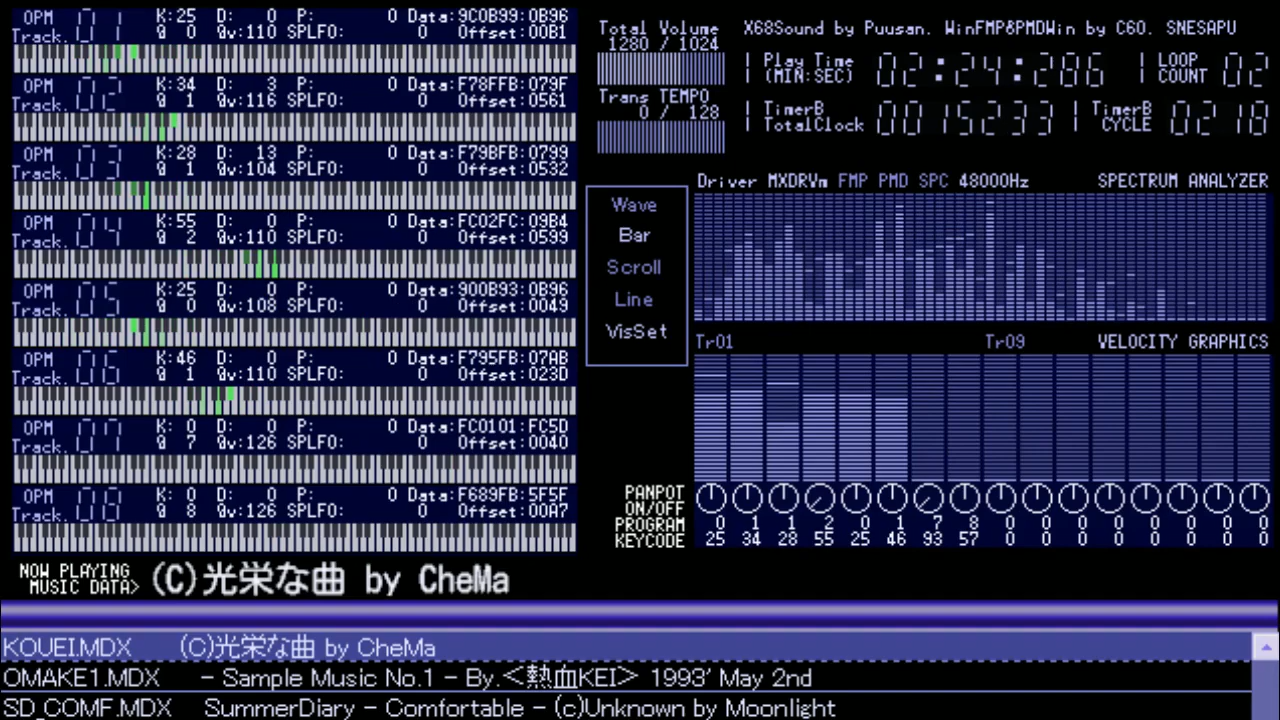 OPM 01 K:25 D: 0 P: 0 Data:9C0B99:0B96
Track. @ 0 @v:110 SPLFO: 0 Offset:00B1
OPM 02 K:34 D: 3 P: 0 Data:F78FFB:079F
Track. @ 1 @v:116 SPLFO: 0 Offset:0561
OPM 03 K:28 D: 13 P: 0 Data:F79BFB:0799
Track. @ 1 @v:104 SPLFO: 0 Offset:0532
OPM 04 K:55 D: 0 P: 0 Data:FC02FC:09B4
Track. @ 2 @v:110 SPLFO: 0 Offset:0599
OPM 05 K:25 D: 0 P: 0 Data:900B93:0B96
Track. @ 0 @v:108 SPLFO: 0 Offset:0049
OPM 06 K:46 D: 0 P: 0 Data:F795FB:07AB
Track. @ 1 @v:110 SPLFO: 0 Offset:023D
OPM 07 K: 0 D: 0 P: 0 Data:FC0101:FC5D
Track. @ 7 @v:126 SPLFO: 0 Offset:0040
OPM 08 K: 0 D: 0 P: 0 Data:F689FB:5F5F
Track. @ 8 @v:126 SPLFO: 0 Offset:00A7
Total Volume
1280 / 1024
Trans TEMPO
0 / 128
X68Sound by Puusan. WinFMP&PMDWin by C60. SNESAPU
Play Time (MIN:SEC) 02:24:286 LOOP COUNT 02
TimerB TotalClock 0015233 TimerB CYCLE 0218
Wave
Bar
Scroll
Line
VisSet
Driver MXDRVm FMP PMD SPC 48000Hz SPECTRUM ANALYZER
Tr01 Tr09 VELOCITY GRAPHICS
PANPOT
ON/OFF
PROGRAM 0 1 1 2 0 1 7 8 0 0 0 0 0 0 0 0
KEYCODE 25 34 28 55 25 46 93 57 0 0 0 0 0 0 0 0
NOW PLAYING
MUSIC DATA> (C)光栄な曲 by CheMa
KOUEI.MDX (C)光栄な曲 by CheMa
OMAKE1.MDX - Sample Music No.1 - By.<熱血KEI> 1993' May 2nd
SD_COMF.MDX SummerDiary - Comfortable - (c)Unknown by Moonlight